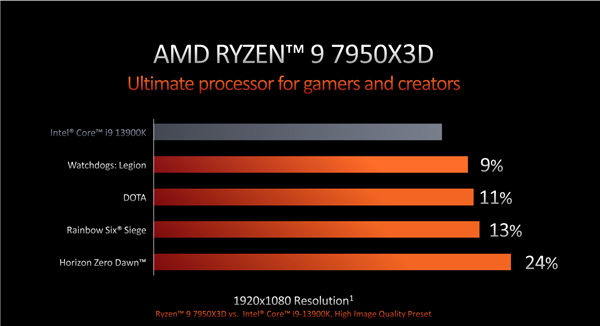 AMD RYZEN™ 9 7950X3D
Ultimate processor for gamers and creators
Intel® Core™ i9 13900K
Watchdogs: Legion 9%
DOTA 11%
Rainbow Six® Siege 13%
Horizon Zero Dawn™ 24%
1920x1080 Resolution¹
Ryzen™ 9 7950X3D vs. Intel® Core™ i9-13900K, High Image Quality Preset